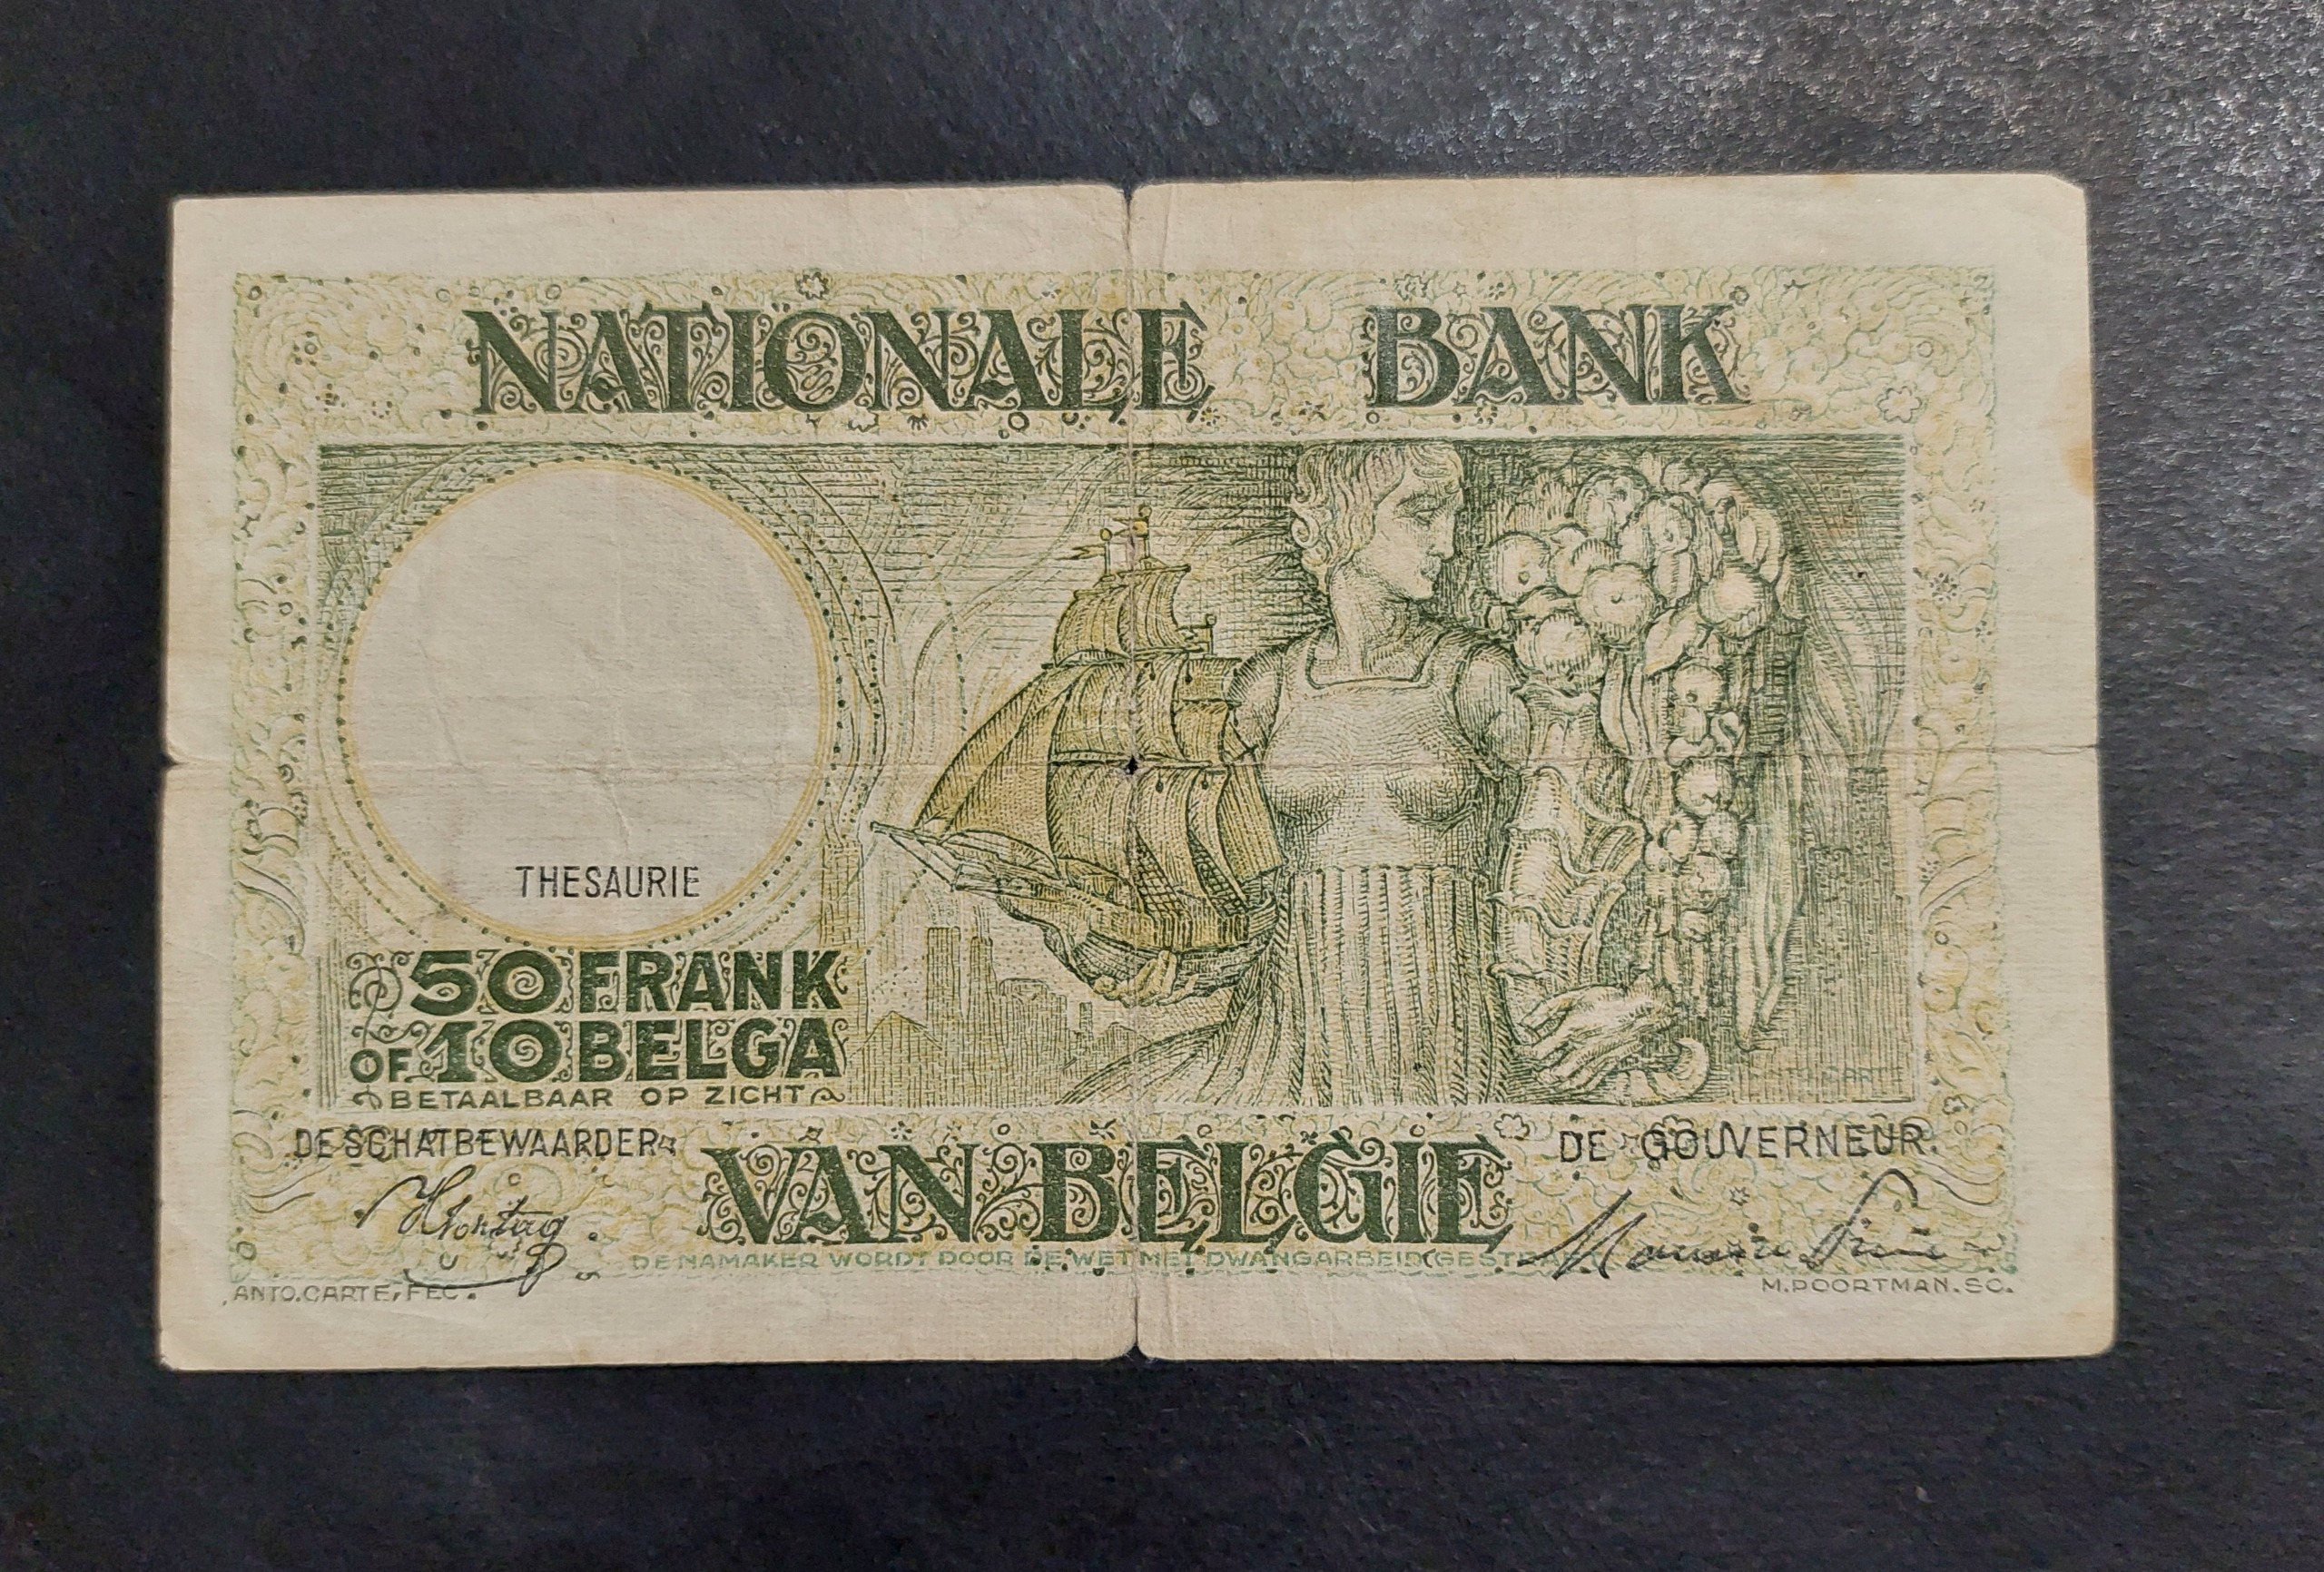 NATIONALE BANK
THESAURIE
50 FRANK
OF 10 BELGA
BETAALBAAR OP ZICHT
DE SCHATBEWAARDER
DE GOUVERNEUR.
VAN BELGIE
DE NAMAKER WORDT DOOR DE WET MET DWANGARBEID
ANTO.CARTE, FEC.
M.POORTMAN.SC.